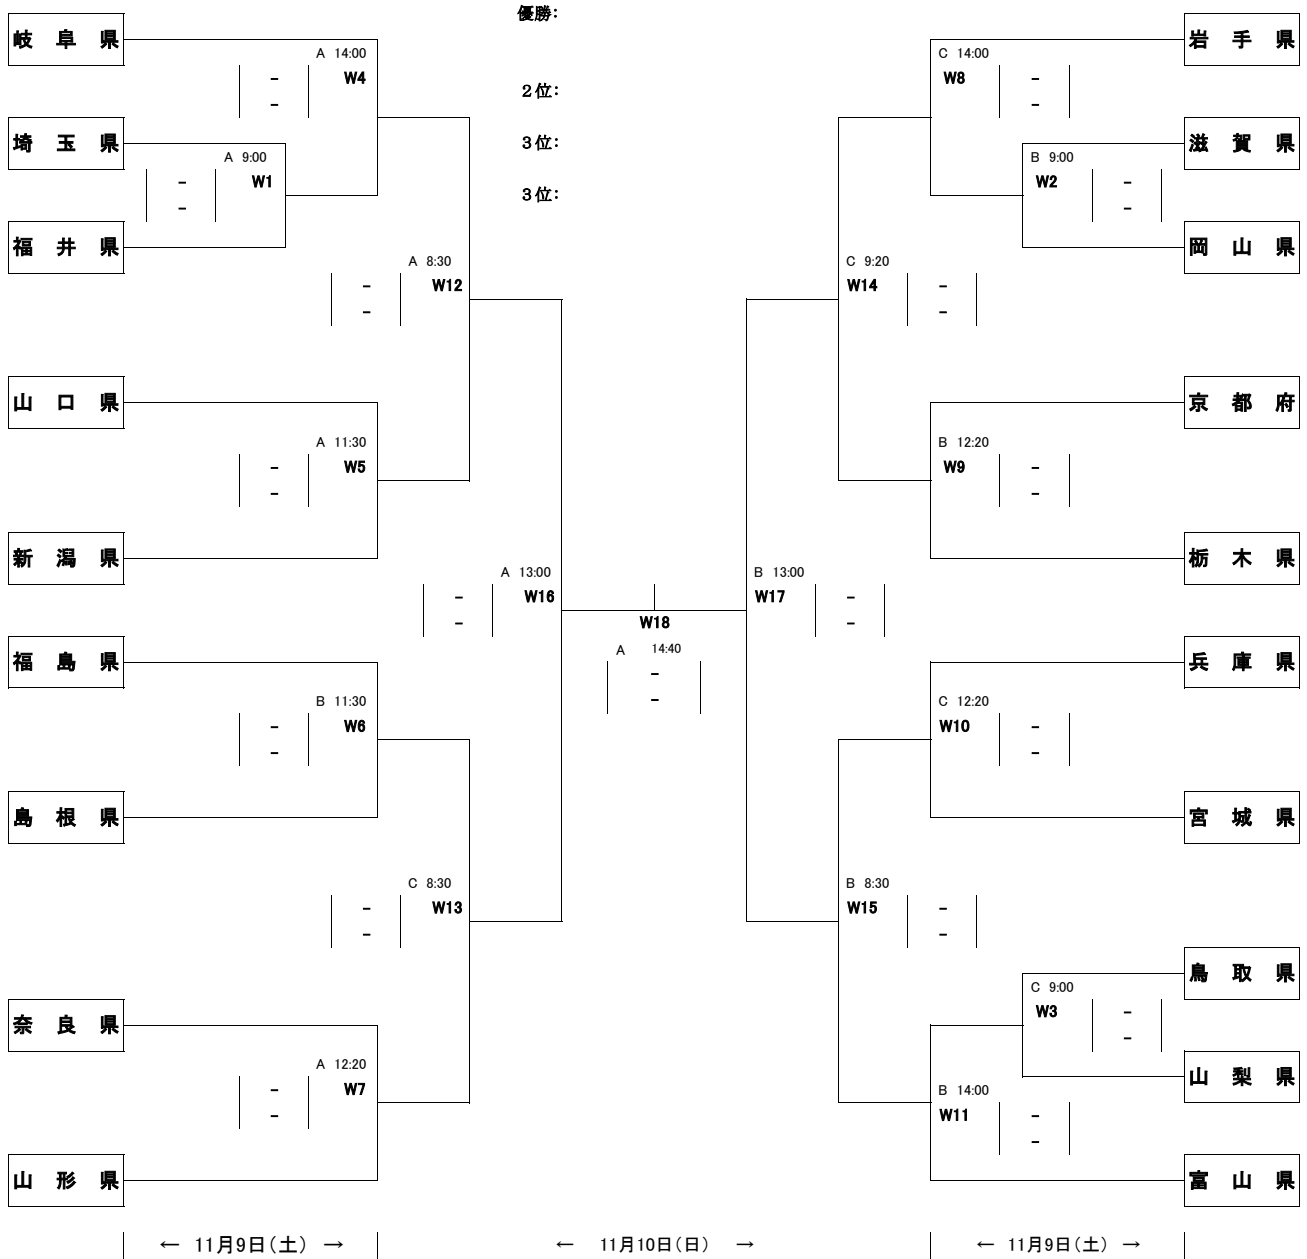 優勝：
２位：
３位：
３位：
岐阜県
A 14:00
W4
-
-
埼玉県
A 9:00
W1
-
-
福井県
A 8:30
W12
-
-
山口県
A 11:30
W5
-
-
新潟県
A 13:00
W16
-
-
福島県
B 11:30
W6
-
-
島根県
C 8:30
W13
-
-
奈良県
A 12:20
W7
-
-
山形県
W18
A 14:40
-
-
岩手県
C 14:00
W8
-
-
滋賀県
B 9:00
W2
-
-
岡山県
C 9:20
W14
-
-
京都府
B 12:20
W9
-
-
栃木県
B 13:00
W17
-
-
兵庫県
C 12:20
W10
-
-
宮城県
B 8:30
W15
-
-
鳥取県
C 9:00
W3
-
-
山梨県
B 14:00
W11
-
-
富山県
← 11月9日（土） →
← 11月10日（日） →
← 11月9日（土） →